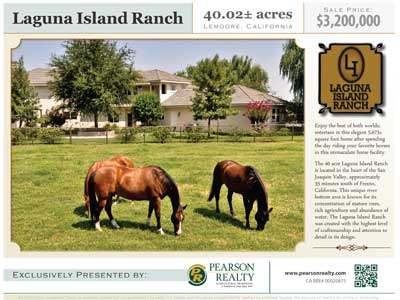 Laguna Island Ranch
40.02± acres
Lemoore, California
Sale Price:
$3,200,000
LI
LAGUNA
ISLAND
RANCH
Enjoy the best of both worlds;
entertain in this elegant 5,673±
square foot home after spending
the day riding your favorite horses
in this immaculate horse facility.
The 40 acre Laguna Island Ranch
is located in the heart of the San
Joaquin Valley, approximately
35 minutes south of Fresno,
California. This unique river
bottom area is known for its
concentration of mature trees,
rich agriculture and abundance of
water. The Laguna Island Ranch
was created with the highest level
of craftsmanship and attention to
detail in its design.
Exclusively Presented by:
PR
PEARSON
REALTY
AGRICULTURAL PROPERTIES
www.pearsonrealty.com
CA BRE# 00020875